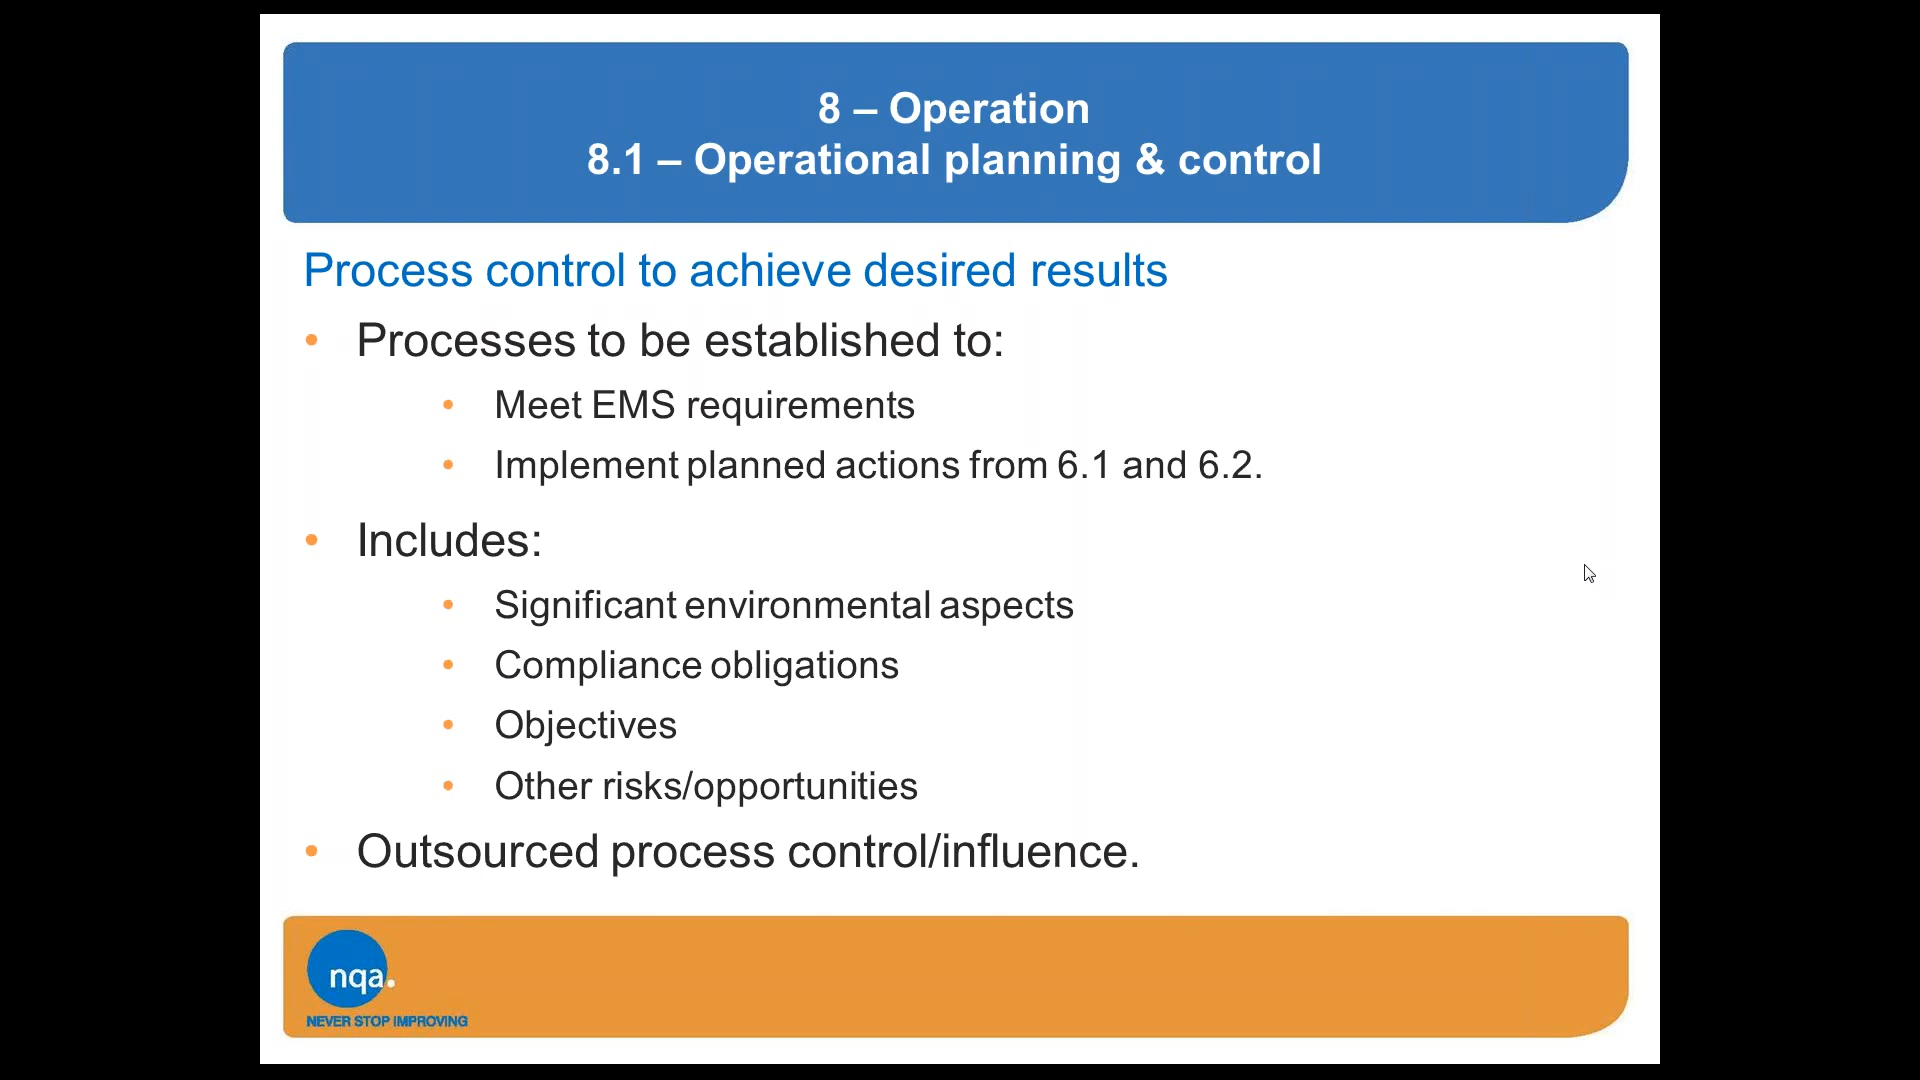 8 – Operation
8.1 – Operational planning & control
Process control to achieve desired results
• Processes to be established to:
• Meet EMS requirements
• Implement planned actions from 6.1 and 6.2.
• Includes:
• Significant environmental aspects
• Compliance obligations
• Objectives
• Other risks/opportunities
• Outsourced process control/influence.
nqa.
NEVER STOP IMPROVING